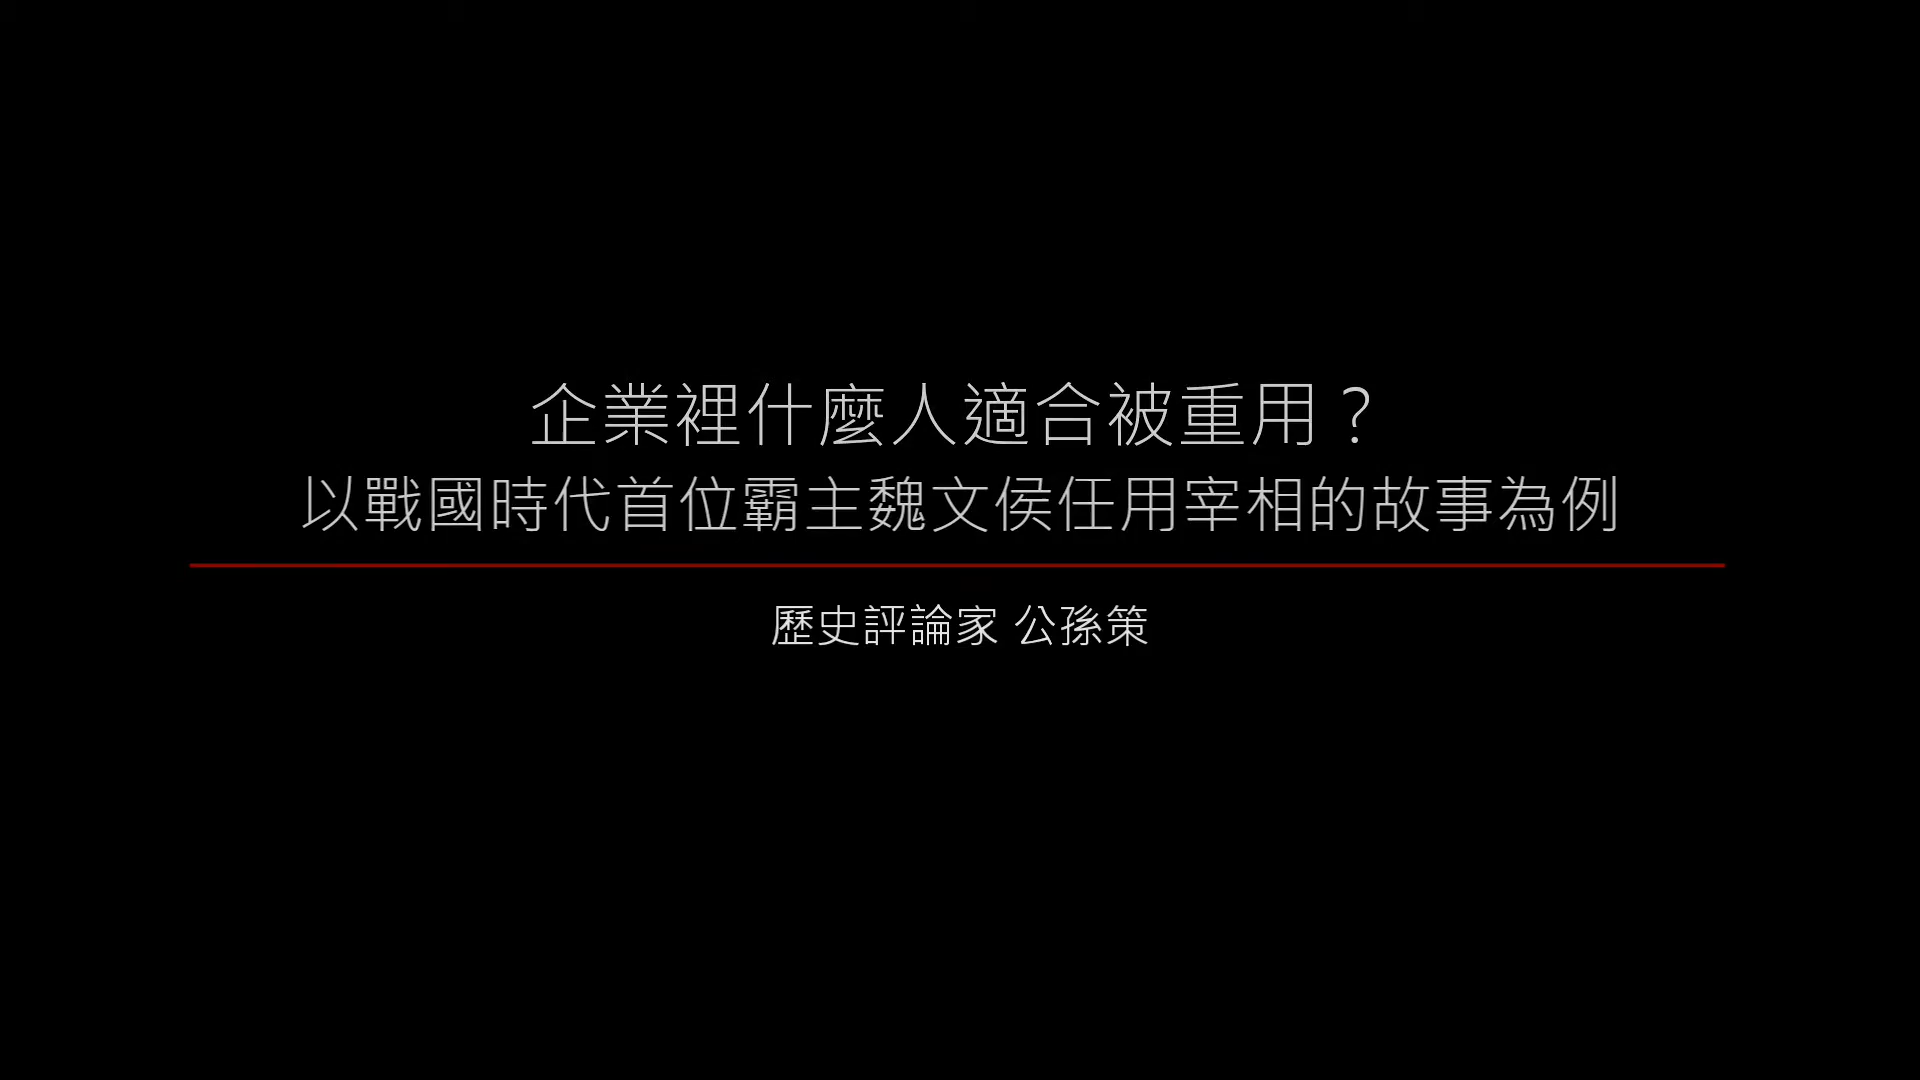 企業裡什麼人適合被重用？
以戰國時代首位霸主魏文侯任用宰相的故事為例
歷史評論家 公孫策